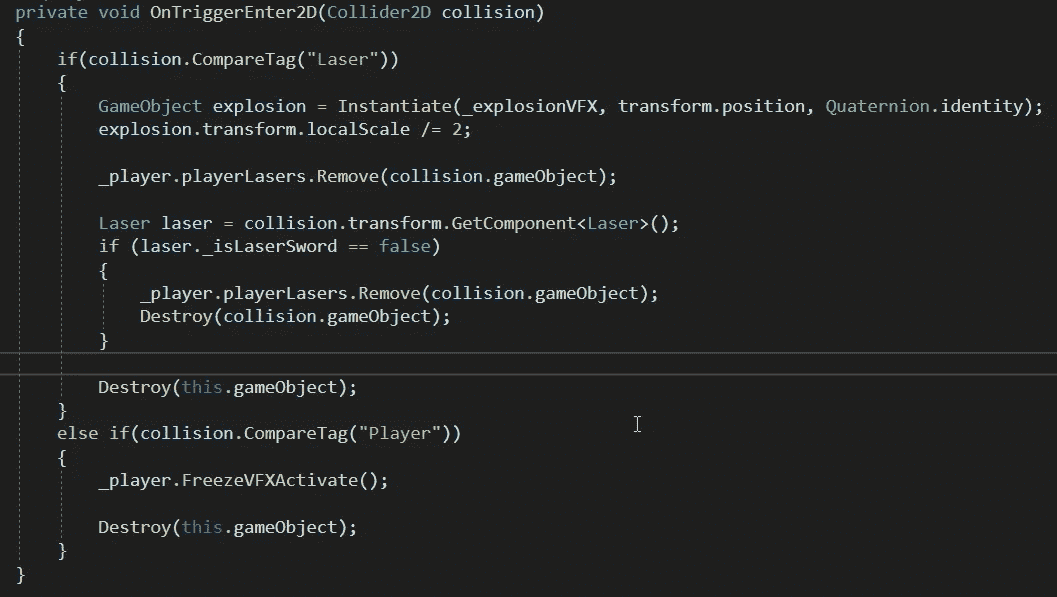 private void OnTriggerEnter2D(Collider2D collision)
{
    if(collision.CompareTag("Laser"))
    {
        GameObject explosion = Instantiate(_explosionVFX, transform.position, Quaternion.identity);
        explosion.transform.localScale /= 2;

        _player.playerLasers.Remove(collision.gameObject);

        Laser laser = collision.transform.GetComponent<Laser>();
        if (laser._isLaserSword == false)
        {
            _player.playerLasers.Remove(collision.gameObject);
            Destroy(collision.gameObject);
        }

        Destroy(this.gameObject);
    }
    else if(collision.CompareTag("Player"))
    {
        _player.FreezeVFXActivate();

        Destroy(this.gameObject);
    }
}